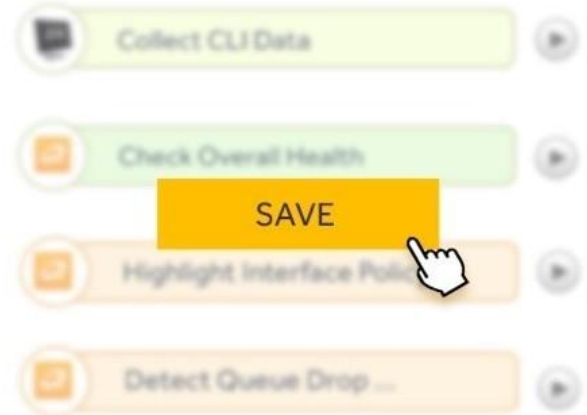 Collect CLI Data
Check Overall Health
SAVE
Highlight Interface
Detect Queue Drop ...